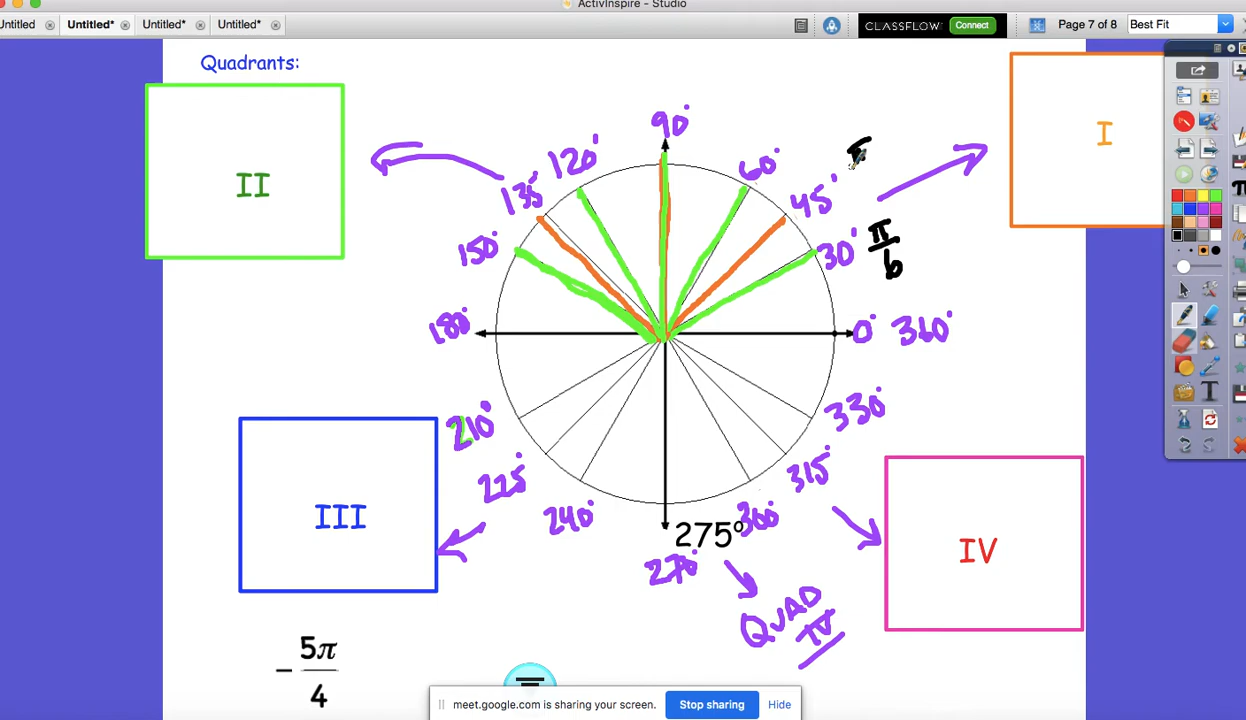 ActivInspire - Studio
Untitled
Untitled*
Untitled*
Untitled*
CLASSFLOW Connect
Page 7 of 8
Best Fit
Quadrants:
II
I
90°
120°
60°
135°
45°
π
150°
30°
π/6
180°
0° 360°
210°
330°
225°
315°
III
240°
275°
300°
IV
270°
QUAD
IV
- 5π/4
meet.google.com is sharing your screen.
Stop sharing
Hide